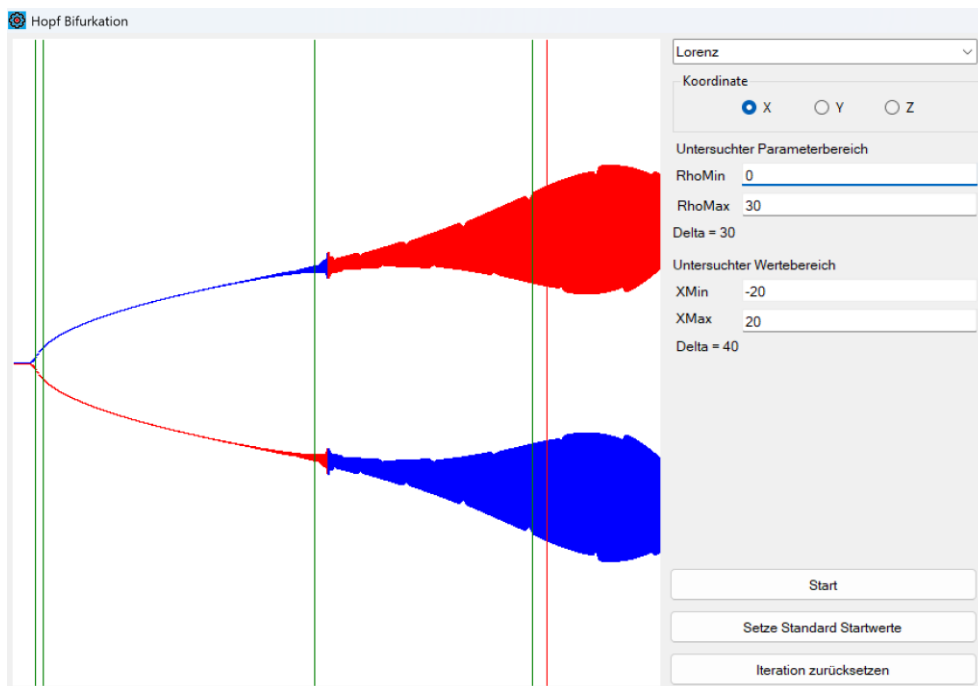 Hopf Bifurkation
Lorenz
Koordinate
X Y Z
Untersuchter Parameterbereich
RhoMin 0
RhoMax 30
Delta = 30
Untersuchter Wertebereich
XMin -20
XMax 20
Delta = 40
Start
Setze Standard Startwerte
Iteration zurücksetzen